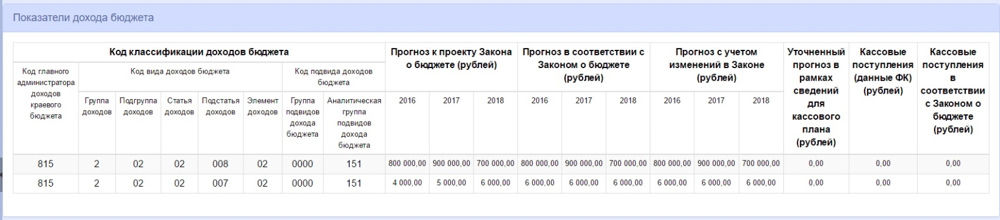 Показатели дохода бюджета
Код классификации доходов бюджета
Прогноз к проекту Закона
о бюджете (рублей)
Прогноз в соответствии с
Законом о бюджете
(рублей)
Прогноз с учетом
изменений в Законе
(рублей)
Уточненный
прогноз в
рамках
сведений
для
кассового
плана
(рублей)
Кассовые
поступления
(данные ФК)
(рублей)
Кассовые
поступления
в
соответствии
с Законом о
бюджете
(рублей)
Код главного
администратора
доходов
краевого
бюджета
Код вида доходов бюджета
Код подвида доходов
бюджета
Группа
доходов
Подгруппа
доходов
Статья
доходов
Подстатья
доходов
Элемент
доходов
Группа
подвидов
дохода
бюджета
Аналитическая
группа
подвидов
дохода
бюджета
2016 2017 2018 2016 2017 2018 2016 2017 2018
815 2 02 02 008 02 0000 151 800 000,00 900 000,00 700 000,00 800 000,00 900 000,00 700 000,00 800 000,00 900 000,00 700 000,00 0,00 0,00 0,00
815 2 02 02 007 02 0000 151 4 000,00 5 000,00 6 000,00 6 000,00 6 000,00 6 000,00 6 000,00 6 000,00 6 000,00 0,00 0,00 0,00